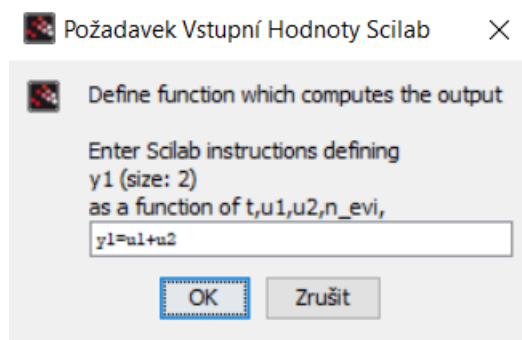 Požadavek Vstupní Hodnoty Scilab
Define function which computes the output
Enter Scilab instructions defining
y1 (size: 2)
as a function of t,u1,u2,n_evi,
y1=u1+u2
OK
Zrušit